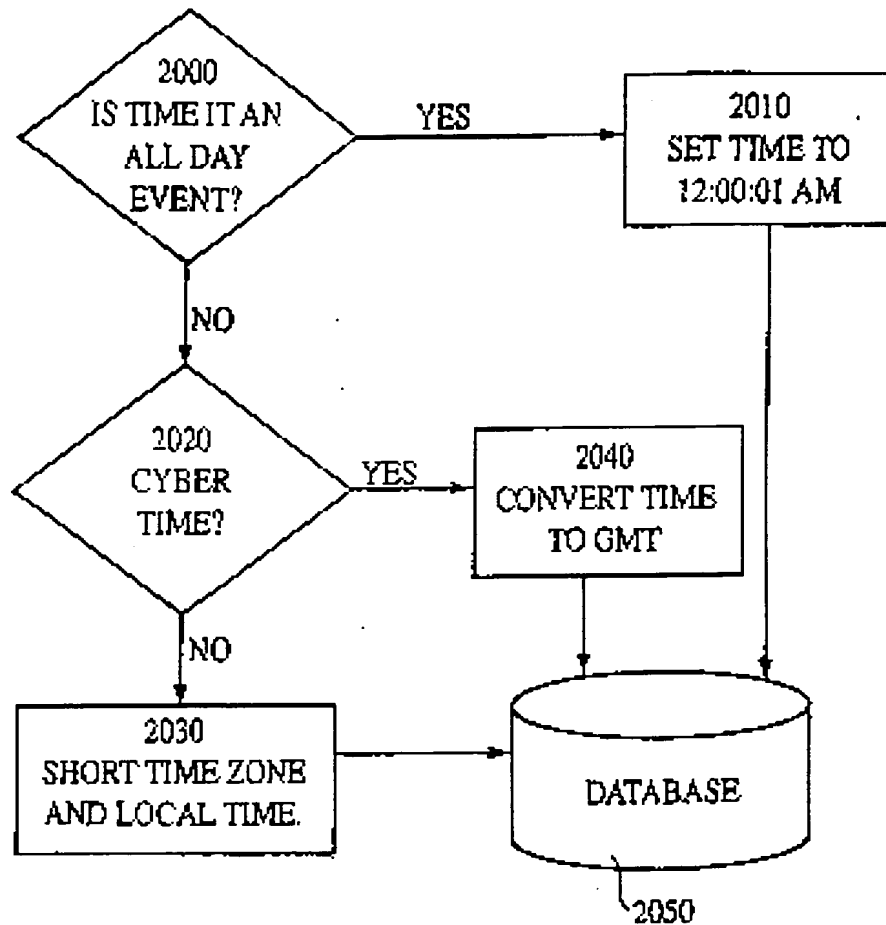 2000
IS TIME IT AN
ALL DAY
EVENT?
YES
2010
SET TIME TO
12:00:01 AM
NO
2020
CYBER
TIME?
YES
2040
CONVERT TIME
TO GMT
NO
2030
SHORT TIME ZONE
AND LOCAL TIME.
DATABASE
2050